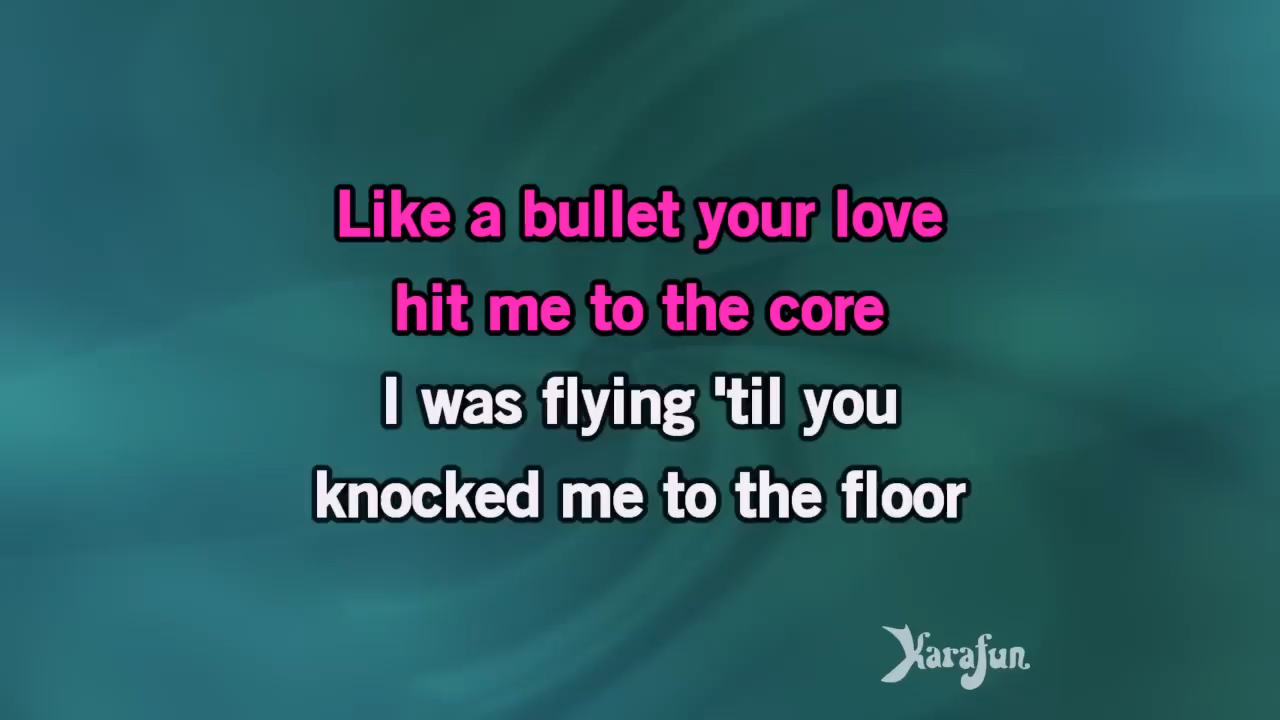 Like a bullet your love
hit me to the core
I was flying 'til you
knocked me to the floor
Karafun